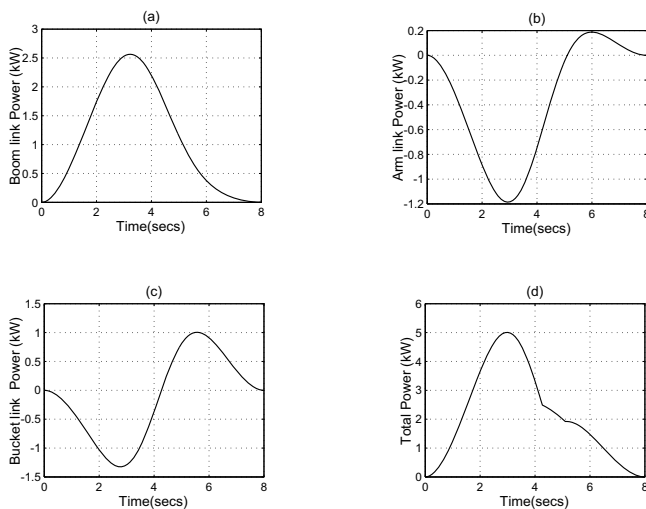 (a)
3
2.5
2
1.5
1
0.5
0
0 2 4 6 8
Time(secs)
Boom link Power (kW)
(b)
0.2
0
-0.2
-0.4
-0.6
-0.8
-1
-1.2
0 2 4 6 8
Time(secs)
Arm link Power (kW)
(c)
1.5
1
0.5
0
-0.5
-1
-1.5
0 2 4 6 8
Time(secs)
Bucket link Power (kW)
(d)
6
5
4
3
2
1
0
0 2 4 6 8
Time(secs)
Total Power (kW)